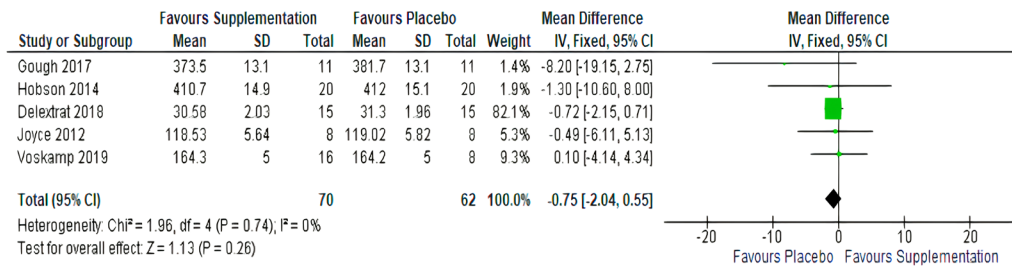 Favours Supplementation Favours Placebo Mean Difference Mean Difference
Study or Subgroup Mean SD Total Mean SD Total Weight IV, Fixed, 95% CI IV, Fixed, 95% CI
Gough 2017 373.5 13.1 11 381.7 13.1 11 1.4% -8.20 [-19.15, 2.75]
Hobson 2014 410.7 14.9 20 412 15.1 20 1.9% -1.30 [-10.60, 8.00]
Delextrat 2018 30.58 2.03 15 31.3 1.96 15 82.1% -0.72 [-2.15, 0.71]
Joyce 2012 118.53 5.64 8 119.02 5.82 8 5.3% -0.49 [-6.11, 5.13]
Voskamp 2019 164.3 5 16 164.2 5 8 9.3% 0.10 [-4.14, 4.34]
Total (95% CI) 70 62 100.0% -0.75 [-2.04, 0.55]
Heterogeneity: Chi² = 1.96, df = 4 (P = 0.74); I² = 0%
Test for overall effect: Z = 1.13 (P = 0.26)
-20 -10 0 10 20
Favours Placebo Favours Supplementation